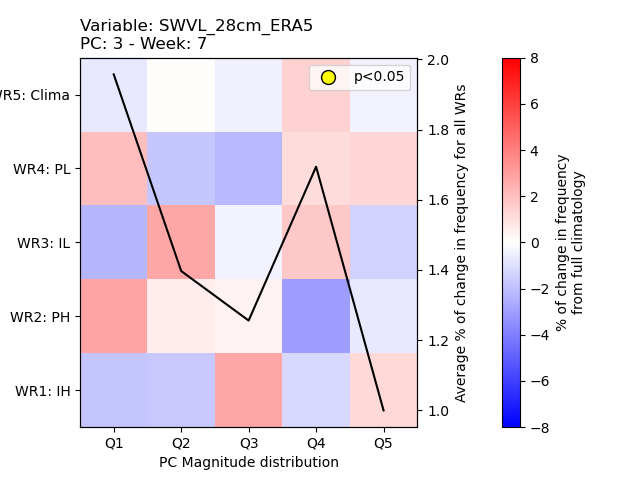 Variable: SWVL_28cm_ERA5
PC: 3 - Week: 7
p<0.05
WR5: Clima
WR4: PL
WR3: IL
WR2: PH
WR1: IH
Q1 Q2 Q3 Q4 Q5
PC Magnitude distribution
2.0
1.8
1.6
1.4
1.2
1.0
Average % of change in frequency for all WRs
8
6
4
2
0
−2
−4
−6
−8
% of change in frequency
from full climatology